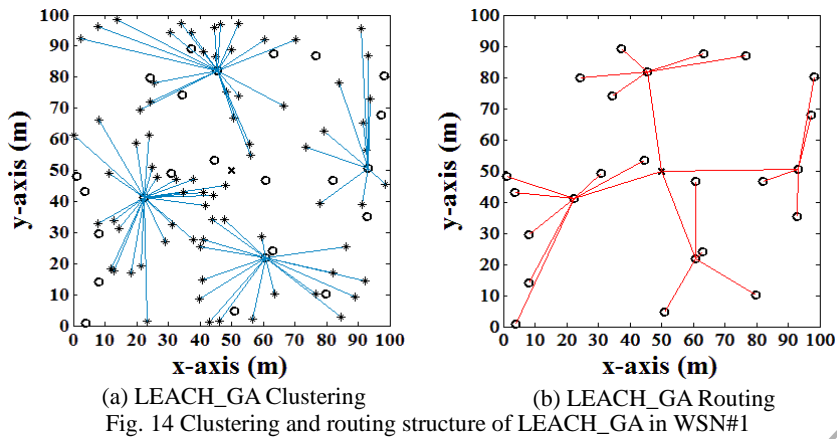 100
90
80
70
60
50
40
30
20
10
0
0 10 20 30 40 50 60 70 80 90 100
y-axis (m)
x-axis (m)
100
90
80
70
60
50
40
30
20
10
0
0 10 20 30 40 50 60 70 80 90 100
y-axis (m)
x-axis (m)
(a) LEACH_GA Clustering
(b) LEACH_GA Routing
Fig. 14 Clustering and routing structure of LEACH_GA in WSN#1